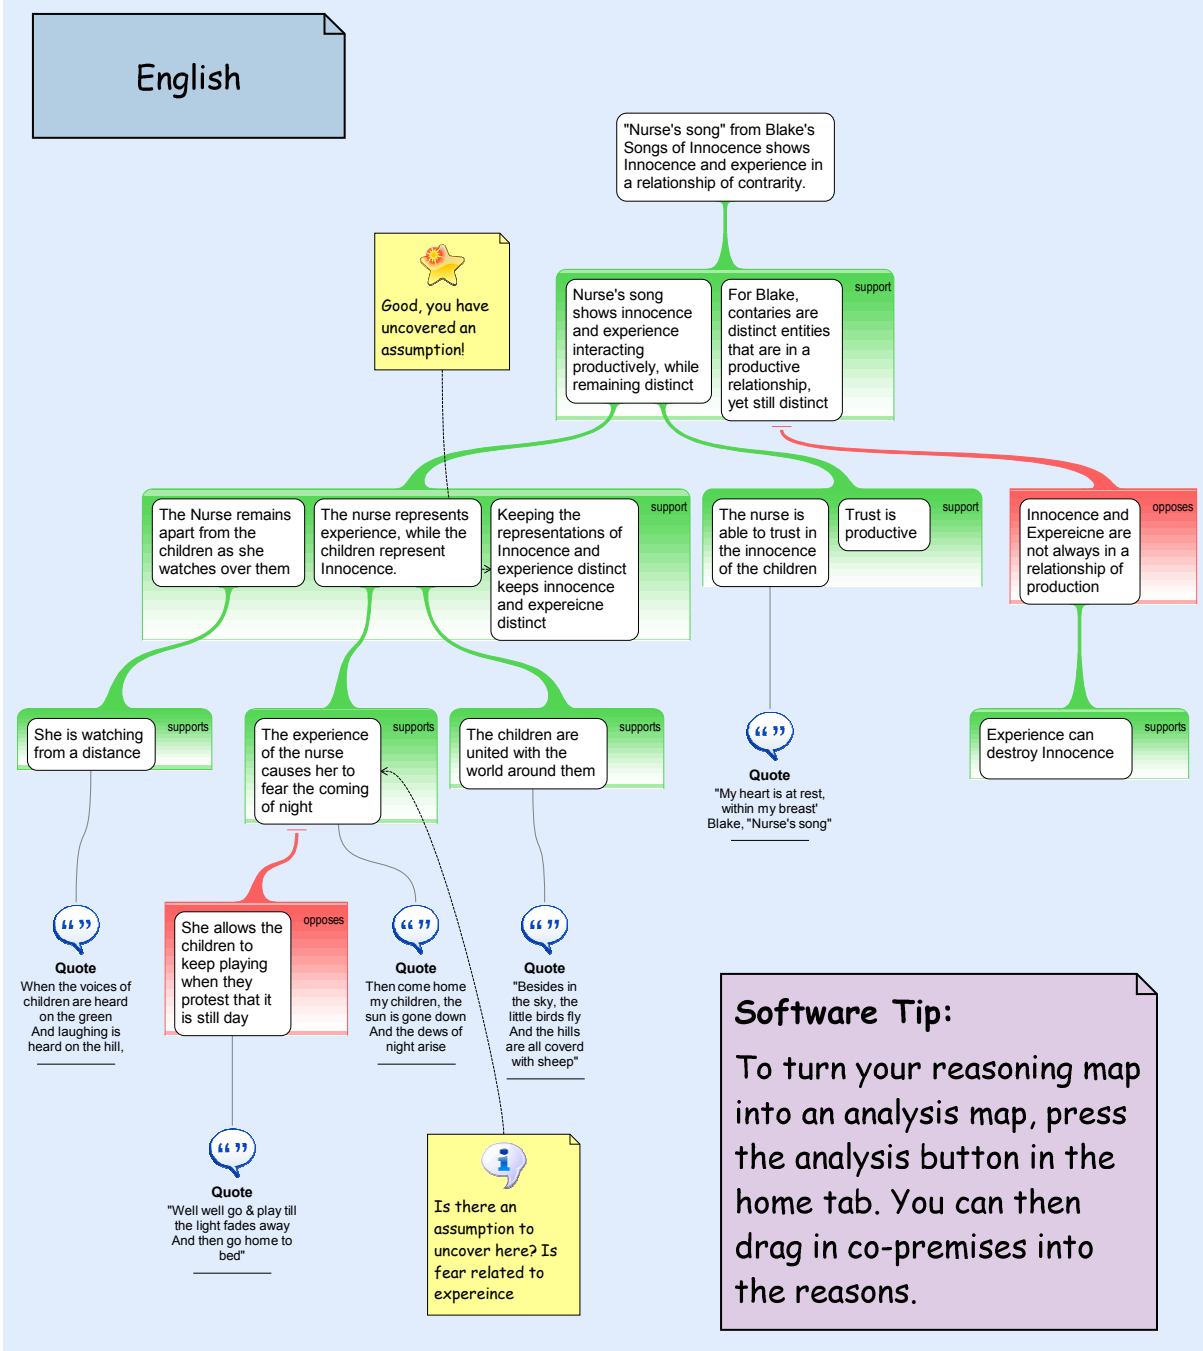 English
"Nurse's song" from Blake's
Songs of Innocence shows
Innocence and experience in
a relationship of contrarity.
Good, you have
uncovered an
assumption!
support
Nurse's song
shows innocence
and experience
interacting
productively, while
remaining distinct
For Blake,
contaries are
distinct entities
that are in a
productive
relationship,
yet still distinct
support
The Nurse remains
apart from the
children as she
watches over them
The nurse represents
experience, while the
children represent
Innocence.
Keeping the
representations of
Innocence and
experience distinct
keeps innocence
and expereicne
distinct
support
The nurse is
able to trust in
the innocence
of the children
Trust is
productive
opposes
Innocence and
Expereicne are
not always in a
relationship of
production
supports
She is watching
from a distance
supports
The experience
of the nurse
causes her to
fear the coming
of night
supports
The children are
united with the
world around them
Quote
"My heart is at rest,
within my breast'
Blake, "Nurse's song"
supports
Experience can
destroy Innocence
Quote
When the voices of
children are heard
on the green
And laughing is
heard on the hill,
opposes
She allows the
children to
keep playing
when they
protest that it
is still day
Quote
Then come home
my children, the
sun is gone down
And the dews of
night arise
Quote
"Besides in
the sky, the
little birds fly
And the hills
are all coverd
with sheep"
Quote
"Well well go & play till
the light fades away
And then go home to
bed"
Is there an
assumption to
uncover here? Is
fear related to
expereince
Software Tip:
To turn your reasoning map
into an analysis map, press
the analysis button in the
home tab. You can then
drag in co-premises into
the reasons.